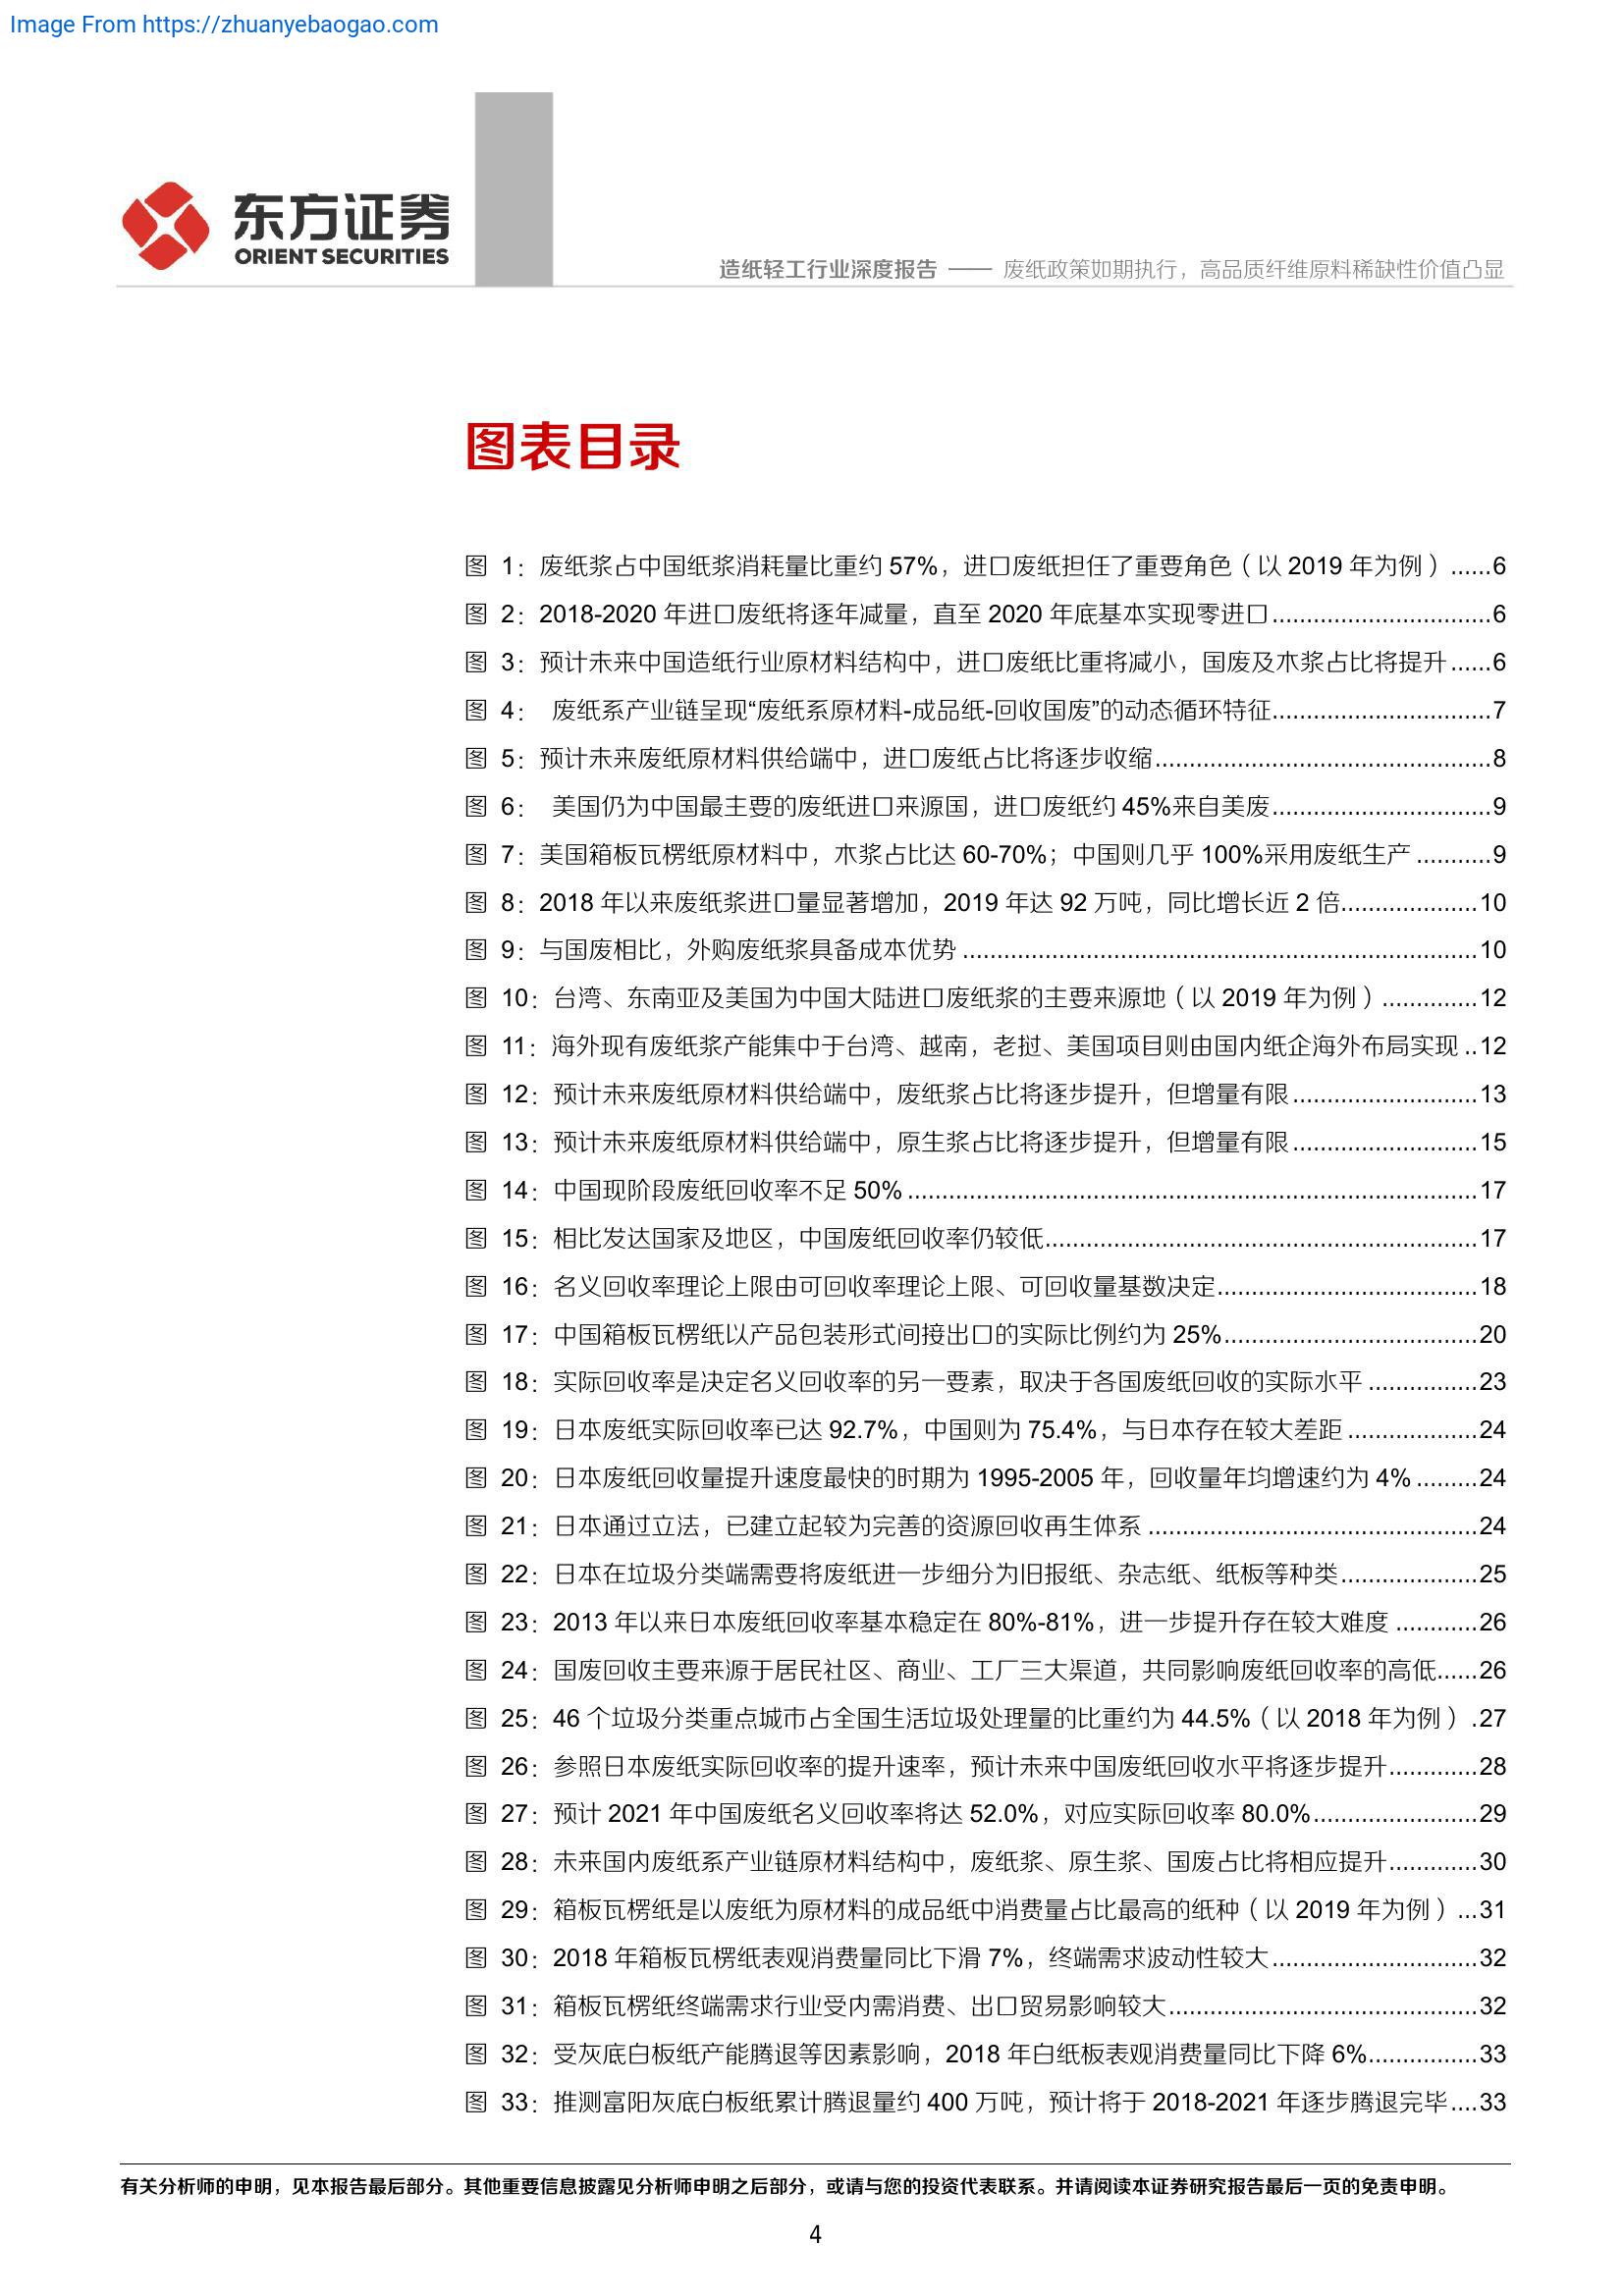 Image From https://zhuanyebaogao.com
东方证券
ORIENT SECURITIES
造纸轻工行业深度报告 —— 废纸政策如期执行，高品质纤维原料稀缺性价值凸显
图表目录
图 1：废纸浆占中国纸浆消耗量比重约 57%，进口废纸担任了重要角色（以 2019 年为例）......6
图 2：2018-2020 年进口废纸将逐年减量，直至 2020 年底基本实现零进口................................6
图 3：预计未来中国造纸行业原材料结构中，进口废纸比重将减小，国废及木浆占比将提升......6
图 4： 废纸系产业链呈现“废纸系原材料-成品纸-回收国废”的动态循环特征................................7
图 5：预计未来废纸原材料供给端中，进口废纸占比将逐步收缩.................................................8
图 6： 美国仍为中国最主要的废纸进口来源国，进口废纸约 45%来自美废................................9
图 7：美国箱板瓦楞纸原材料中，木浆占比达 60-70%；中国则几乎 100%采用废纸生产...........9
图 8：2018 年以来废纸浆进口量显著增加，2019 年达 92 万吨，同比增长近 2 倍....................10
图 9：与国废相比，外购废纸浆具备成本优势...........................................................................10
图 10：台湾、东南亚及美国为中国大陆进口废纸浆的主要来源地（以 2019 年为例）..............12
图 11：海外现有废纸浆产能集中于台湾、越南，老挝、美国项目则由国内纸企海外布局实现..12
图 12：预计未来废纸原材料供给端中，废纸浆占比将逐步提升，但增量有限...........................13
图 13：预计未来废纸原材料供给端中，原生浆占比将逐步提升，但增量有限...........................15
图 14：中国现阶段废纸回收率不足 50%...................................................................................17
图 15：相比发达国家及地区，中国废纸回收率仍较低...............................................................17
图 16：名义回收率理论上限由可回收率理论上限、可回收量基数决定......................................18
图 17：中国箱板瓦楞纸以产品包装形式间接出口的实际比例约为 25%.....................................20
图 18：实际回收率是决定名义回收率的另一要素，取决于各国废纸回收的实际水平................23
图 19：日本废纸实际回收率已达 92.7%，中国则为 75.4%，与日本存在较大差距...................24
图 20：日本废纸回收量提升速度最快的时期为 1995-2005 年，回收量年均增速约为 4%.........24
图 21：日本通过立法，已建立起较为完善的资源回收再生体系................................................24
图 22：日本在垃圾分类端需要将废纸进一步细分为旧报纸、杂志纸、纸板等种类....................25
图 23：2013 年以来日本废纸回收率基本稳定在 80%-81%，进一步提升存在较大难度............26
图 24：国废回收主要来源于居民社区、商业、工厂三大渠道，共同影响废纸回收率的高低......26
图 25：46 个垃圾分类重点城市占全国生活垃圾处理量的比重约为 44.5%（以 2018 年为例）.27
图 26：参照日本废纸实际回收率的提升速率，预计未来中国废纸回收水平将逐步提升.............28
图 27：预计 2021 年中国废纸名义回收率将达 52.0%，对应实际回收率 80.0%........................29
图 28：未来国内废纸系产业链原材料结构中，废纸浆、原生浆、国废占比将相应提升.............30
图 29：箱板瓦楞纸是以废纸为原材料的成品纸中消费量占比最高的纸种（以 2019 年为例）...31
图 30：2018 年箱板瓦楞纸表观消费量同比下滑 7%，终端需求波动性较大..............................32
图 31：箱板瓦楞纸终端需求行业受内需消费、出口贸易影响较大.............................................32
图 32：受灰底白板纸产能腾退等因素影响，2018 年白纸板表观消费量同比下降 6%................33
图 33：推测富阳灰底白板纸累计腾退量约 400 万吨，预计将于 2018-2021 年逐步腾退完毕....33
有关分析师的申明，见本报告最后部分。其他重要信息披露见分析师申明之后部分，或请与您的投资代表联系。并请阅读本证券研究报告最后一页的免责申明。
4